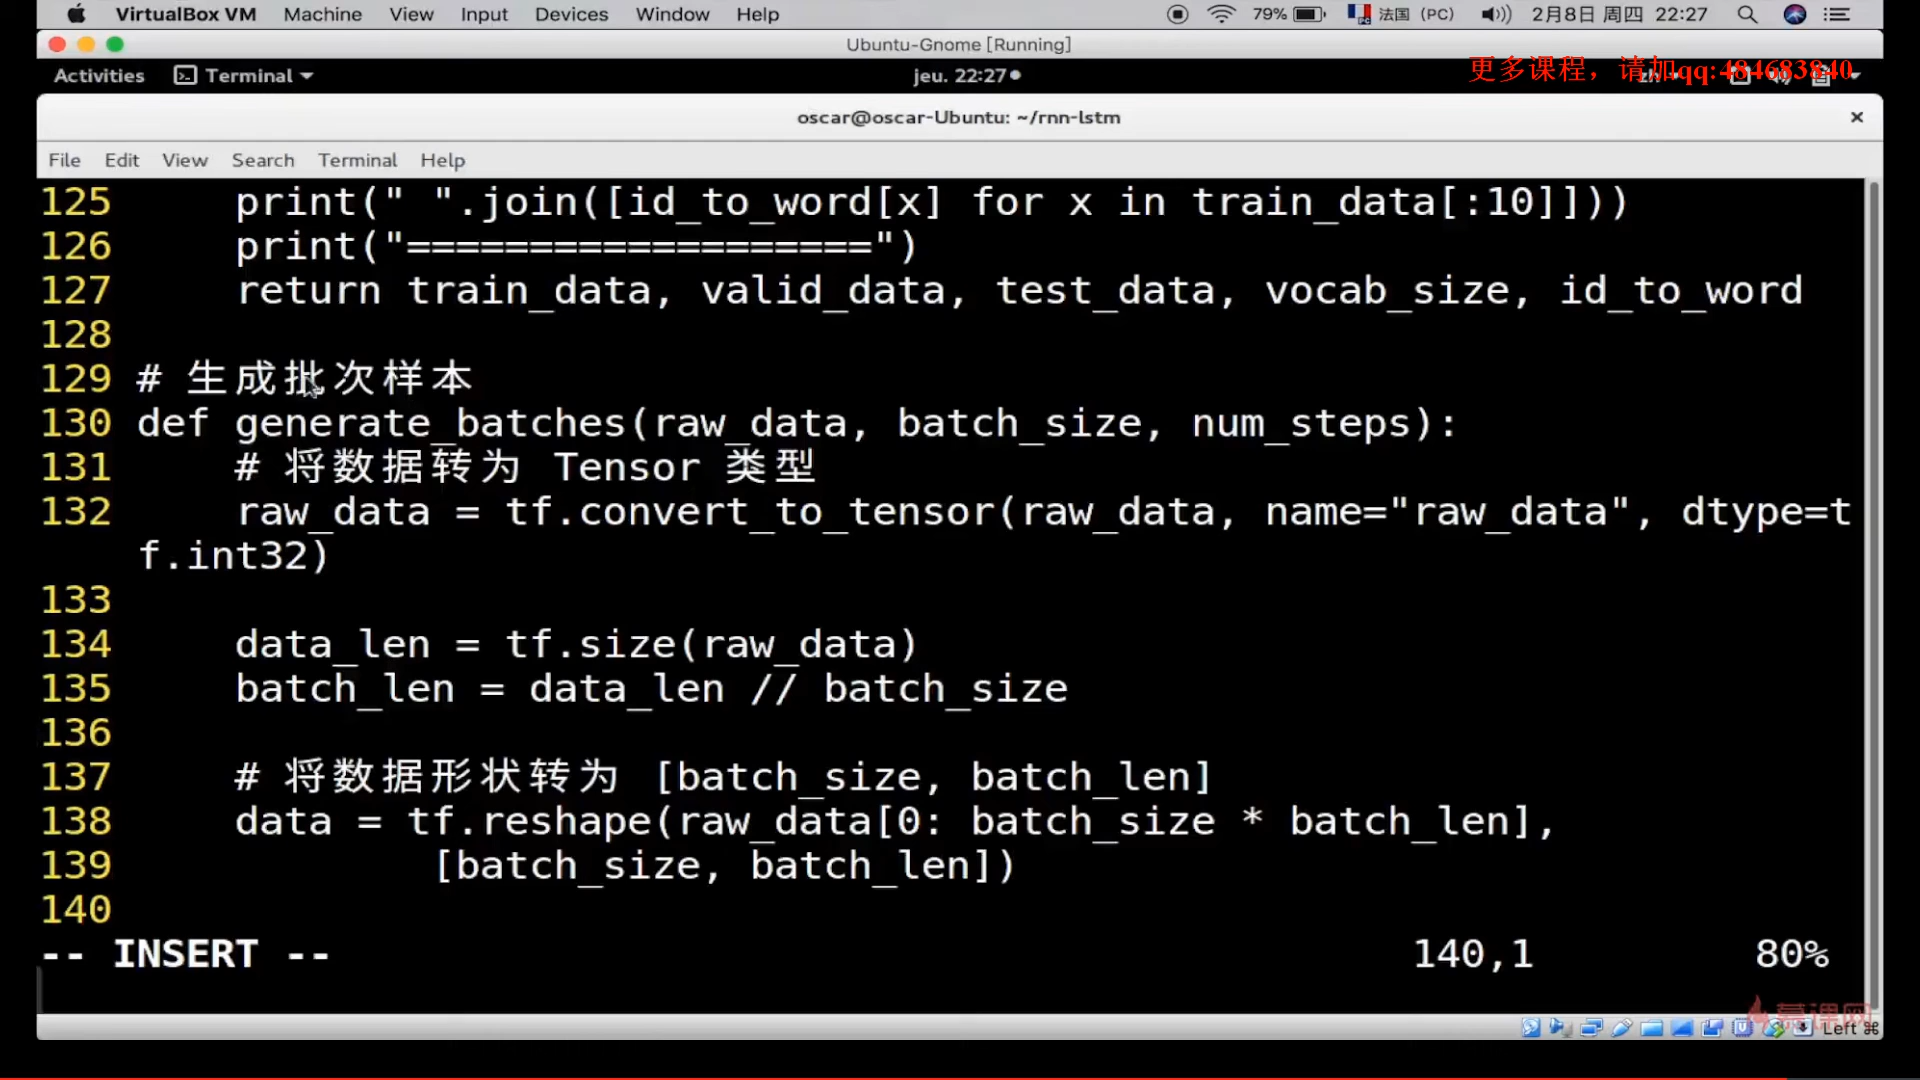 VirtualBox VM Machine View Input Devices Window Help 79% 法国 (PC) 2月8日 周四 22:27
Ubuntu-Gnome [Running]
Activities Terminal jeu. 22:27
更多课程，请加qq:484683840
oscar@oscar-Ubuntu: ~/rnn-lstm
File Edit View Search Terminal Help
125     print(" ".join([id_to_word[x] for x in train_data[:10]]))
126     print("===================")
127     return train_data, valid_data, test_data, vocab_size, id_to_word
128
129 # 生成批次样本
130 def generate_batches(raw_data, batch_size, num_steps):
131     # 将数据转为 Tensor 类型
132     raw_data = tf.convert_to_tensor(raw_data, name="raw_data", dtype=t
f.int32)
133
134     data_len = tf.size(raw_data)
135     batch_len = data_len // batch_size
136
137     # 将数据形状转为 [batch_size, batch_len]
138     data = tf.reshape(raw_data[0: batch_size * batch_len],
139             [batch_size, batch_len])
140
-- INSERT -- 140,1 80%
慕课网
Left ⌘